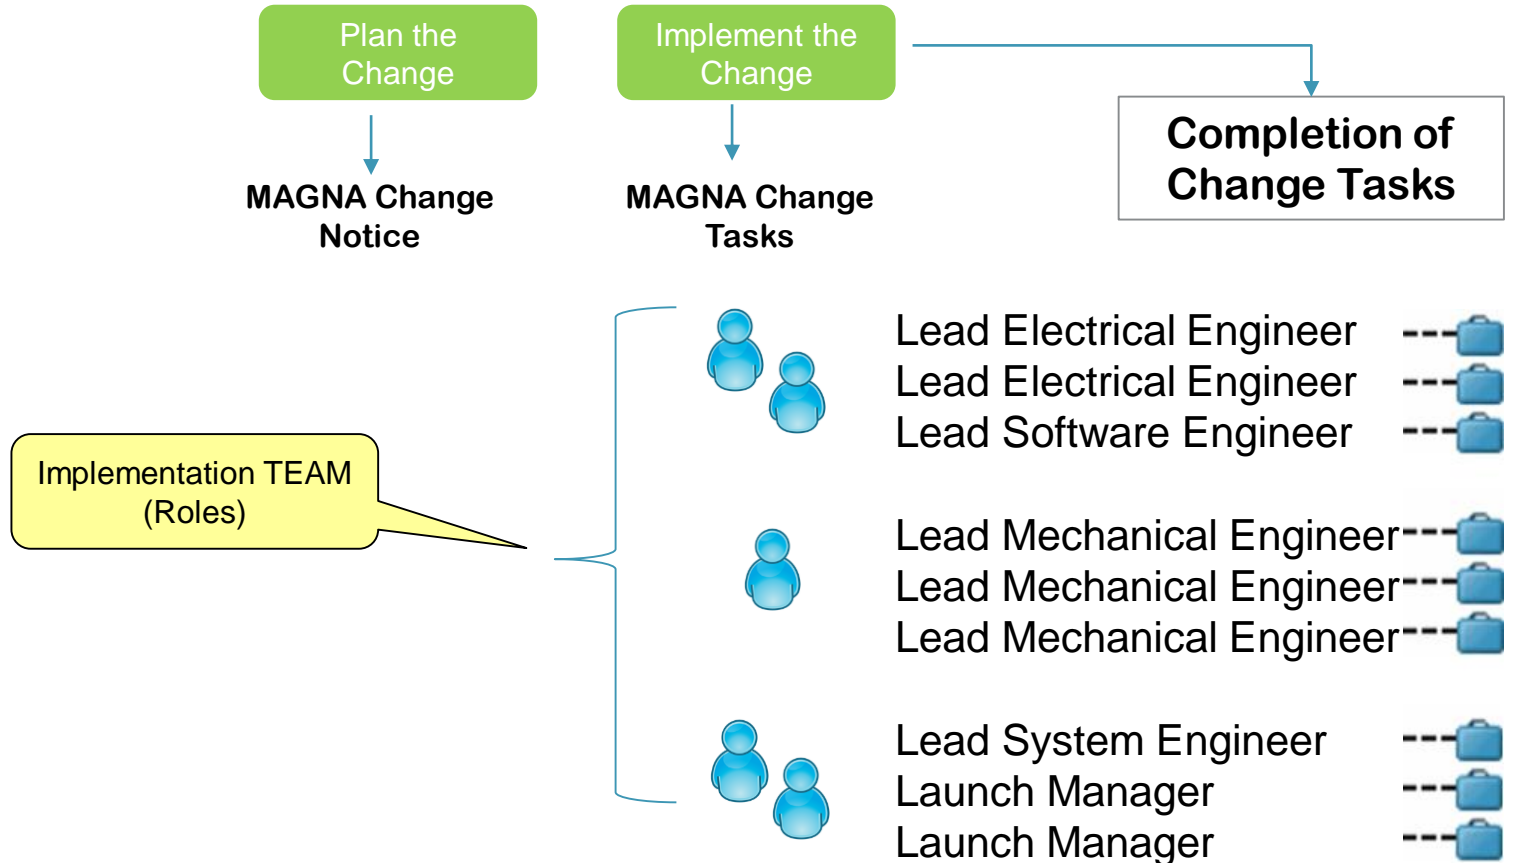 Plan the
Change
Implement the
Change
Completion of
Change Tasks
MAGNA Change
Notice
MAGNA Change
Tasks
Implementation TEAM
(Roles)
Lead Electrical Engineer
Lead Electrical Engineer
Lead Software Engineer
Lead Mechanical Engineer
Lead Mechanical Engineer
Lead Mechanical Engineer
Lead System Engineer
Launch Manager
Launch Manager